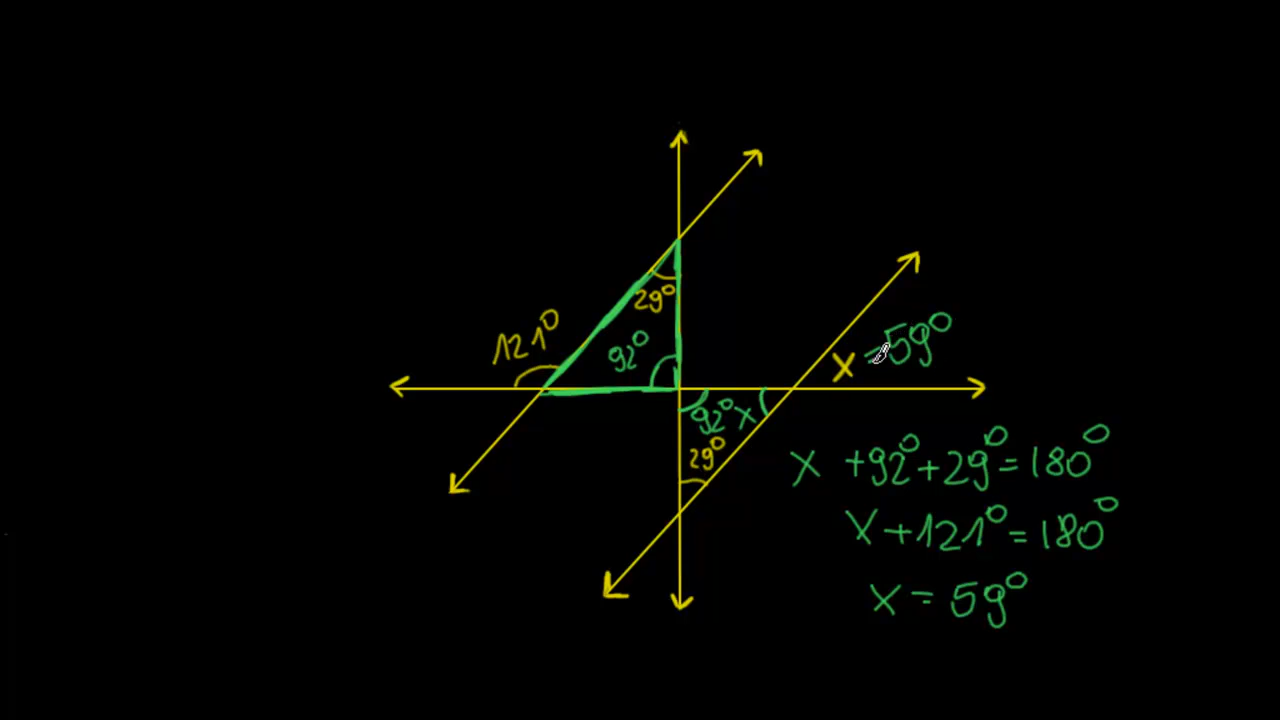 29°
121°
92°
x = 59°
92° x
29°
x + 92° + 29° = 180°
x + 121° = 180°
x = 59°